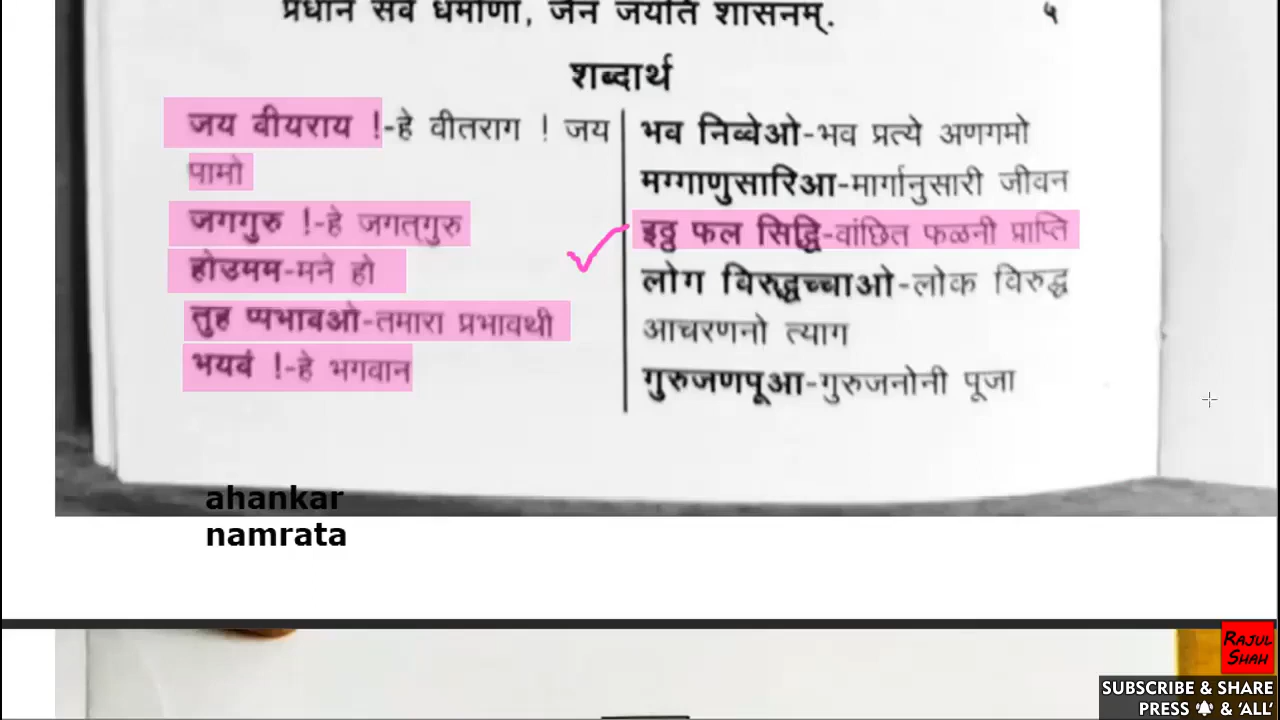 प्रधानं सर्व धर्माणां, जैनं जयति शासनम्. ५
शब्दार्थ
जय वीयराय !-हे वीतराग ! जय
पामो
जगगुरु !-हे जगत्गुरु
होउमम-मने हो
तुह प्पभावओ-तमारा प्रभावथी
भयवं !-हे भगवान
भव निव्वेओ-भव प्रत्ये अणगमो
मग्गाणुसारिआ-मार्गानुसारी जीवन
इट्ठ फल सिद्धि-वांछित फळनी प्राप्ति
लोग विरुद्धच्चाओ-लोक विरुद्ध
आचरणनो त्याग
गुरुजणपूआ-गुरुजनोनी पूजा
ahankar
namrata
RAJUL
SHAH
SUBSCRIBE & SHARE
PRESS & 'ALL'